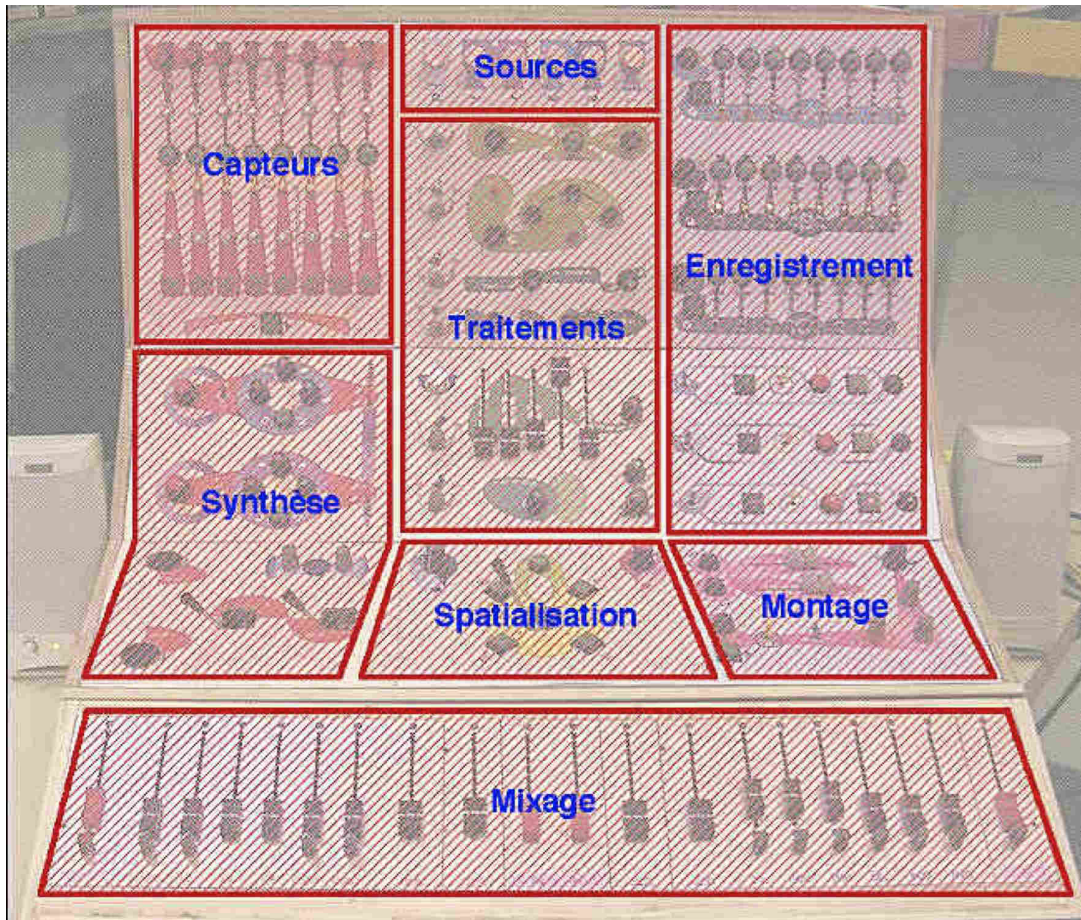 Sources
Capteurs
Enregistrement
Traitements
Synthèse
Spatialisation
Montage
Mixage